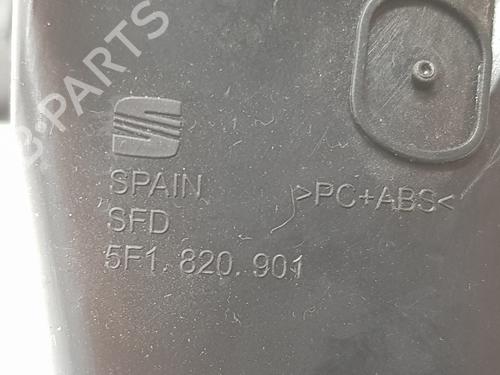 B-PARTS
SPAIN
>PC+ABS<
SFD
5F1.820.901